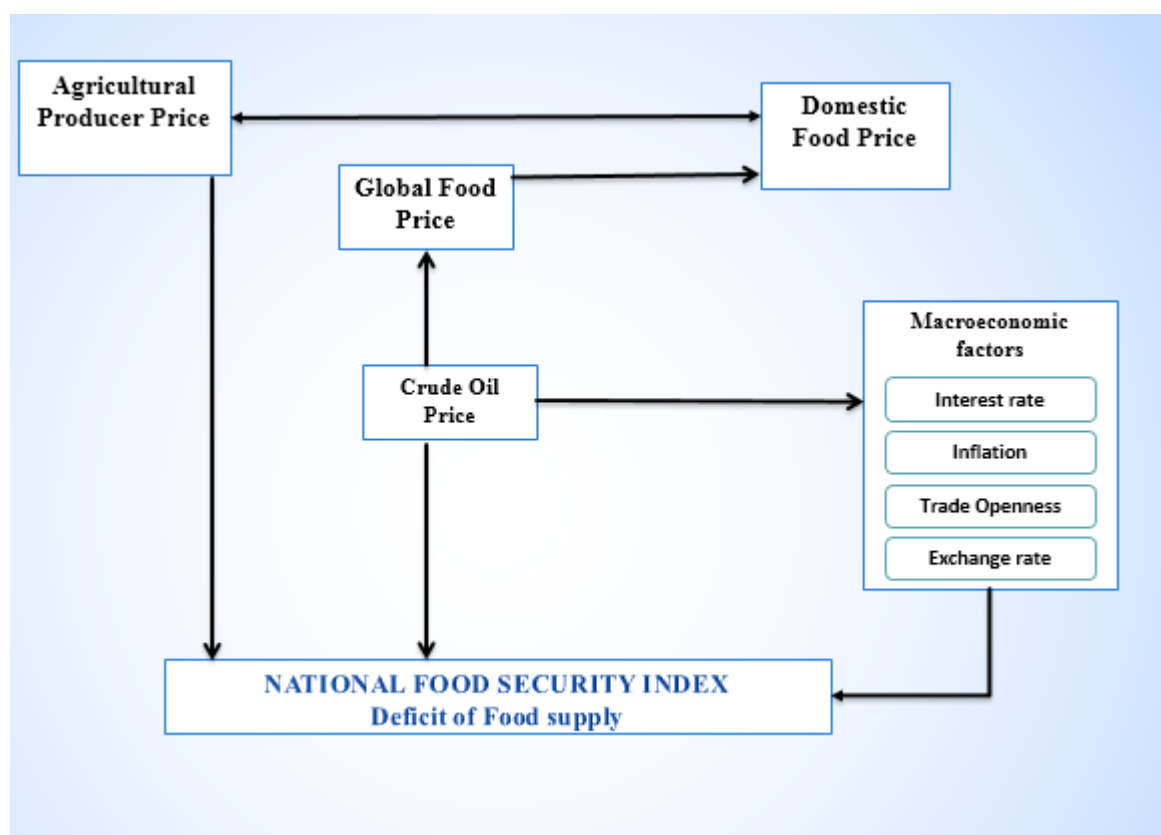 Agricultural
Producer Price
Domestic
Food Price
Global Food
Price
Macroeconomic
factors
Crude Oil
Price
Interest rate
Inflation
Trade Openness
Exchange rate
NATIONAL FOOD SECURITY INDEX
Deficit of Food supply